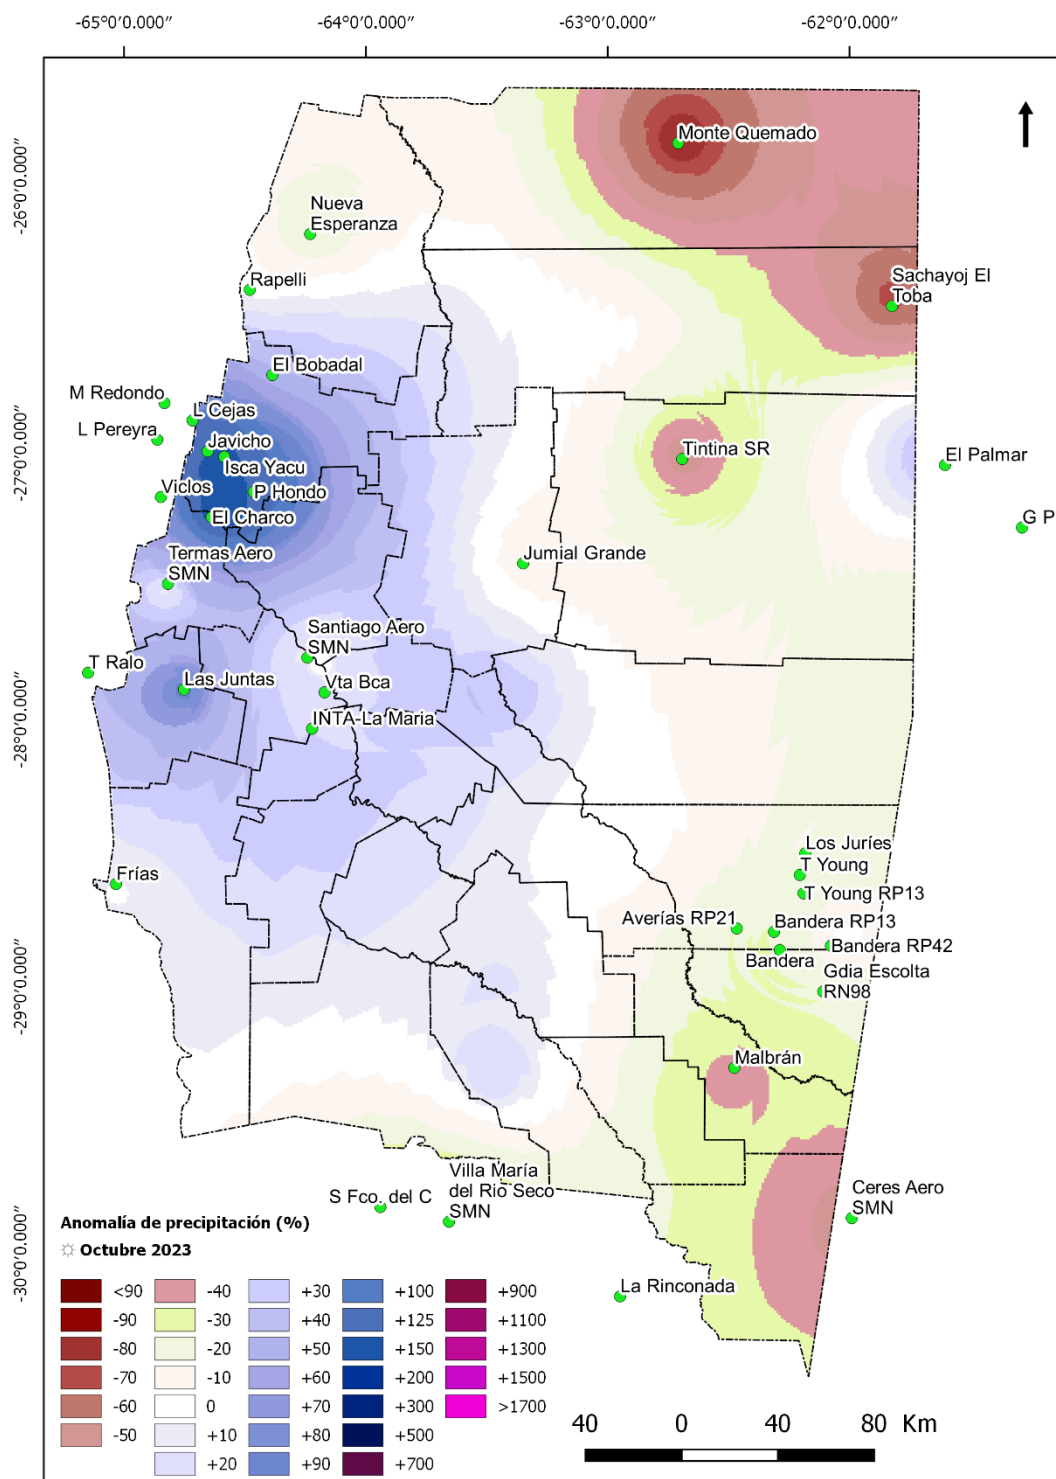 -65°0'0.000" -64°0'0.000" -63°0'0.000" -62°0'0.000"
-26°0'0.000"
-27°0'0.000"
-28°0'0.000"
-29°0'0.000"
-30°0'0.000"
Monte Quemado
Nueva
Esperanza
Rapelli
Sachayoj El
Toba
El Bobadal
M Redondo
L Cejas
L Pereyra
Javicho
Isca Yacu
Tintina SR
El Palmar
Viclos
P Hondo
El Charco
G P
Termas Aero
SMN
Jumial Grande
Santiago Aero
SMN
T Ralo
Las Juntas
Vta Bca
INTA-La Maria
Los Juríes
T Young
Frías
T Young RP13
Averías RP21
Bandera RP13
Bandera RP42
Bandera
Gdia Escolta
RN98
Malbrán
Villa María
del Rio Seco
SMN
S Fco. del C
Ceres Aero
SMN
La Rinconada
Anomalía de precipitación (%)
Octubre 2023
<90 -40 +30 +100 +900
-90 -30 +40 +125 +1100
-80 -20 +50 +150 +1300
-70 -10 +60 +200 +1500
-60 0 +70 +300 >1700
-50 +10 +80 +500
+20 +90 +700
40 0 40 80 Km